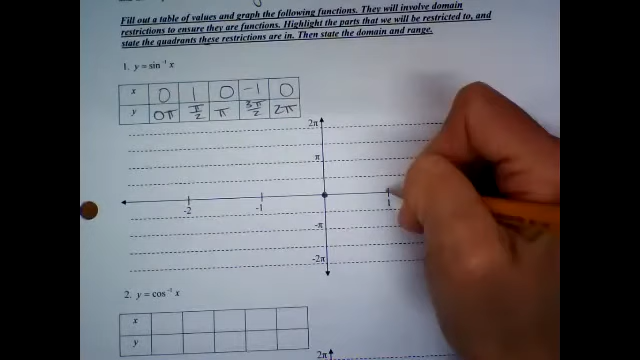 Fill out a table of values and graph the following functions. They will involve domain
restrictions to ensure they are functions. Highlight the parts that we will be restricted to, and
state the quadrants these restrictions are in. Then state the domain and range.
1. y = sin⁻¹ x
x 0 1 0 -1 0
y 0π π/2 π 3π/2 2π
2π
π
-2 -1 1
-π
-2π
2. y = cos⁻¹ x
x
y
2π